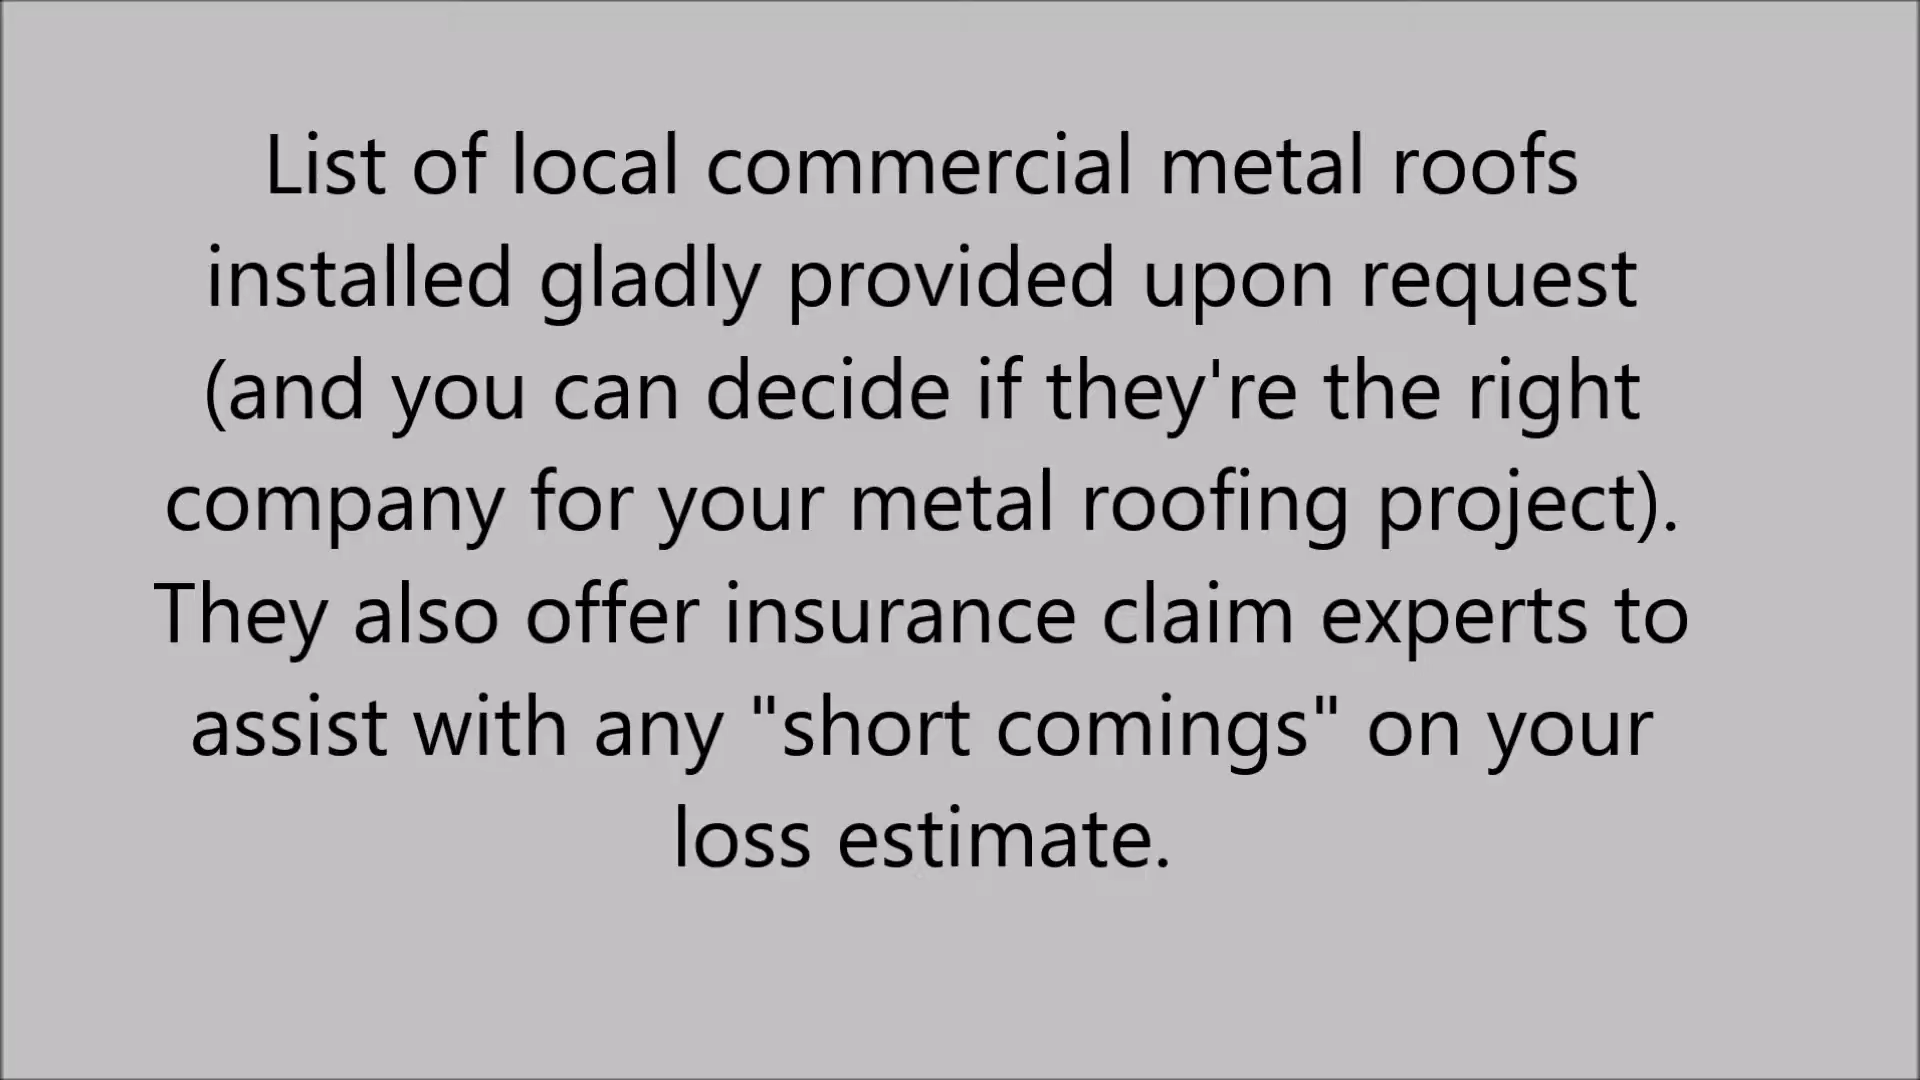 List of local commercial metal roofs
installed gladly provided upon request
(and you can decide if they're the right
company for your metal roofing project).
They also offer insurance claim experts to
assist with any "short comings" on your
loss estimate.